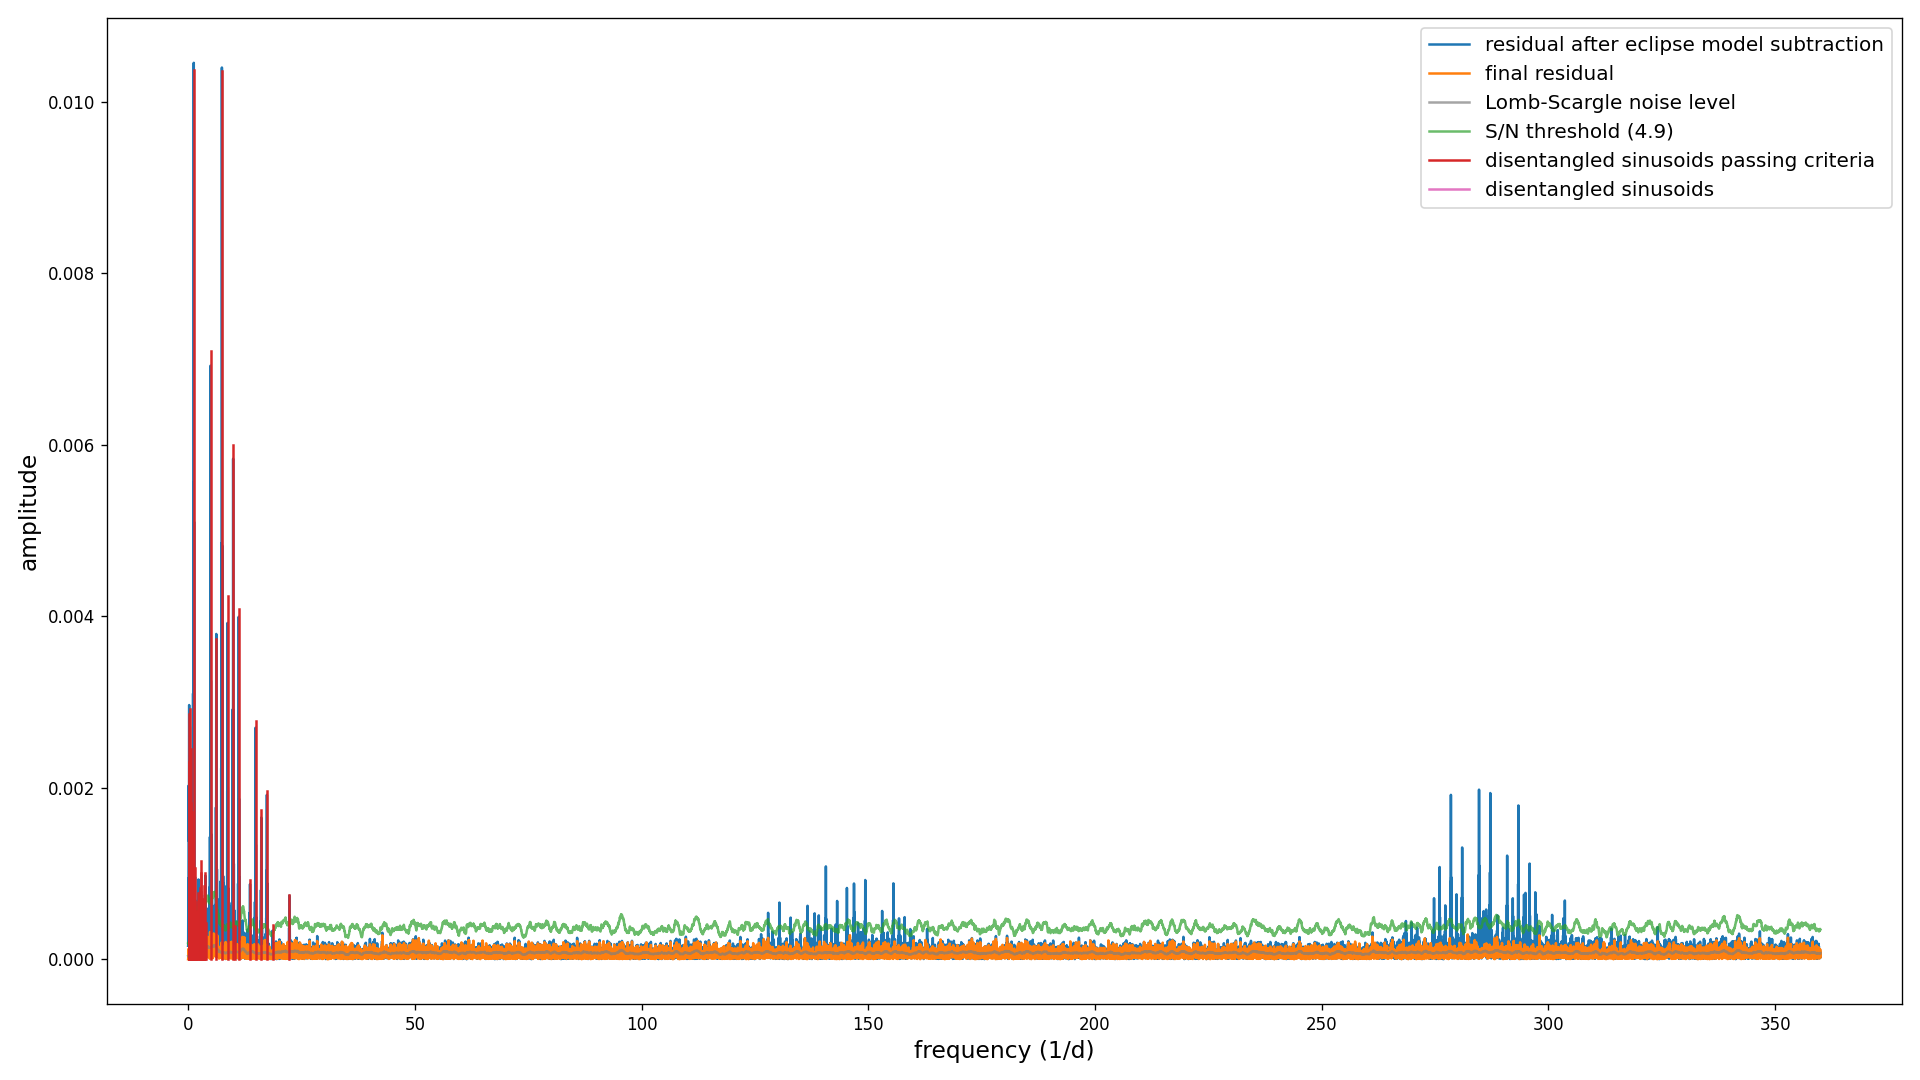 residual after eclipse model subtraction
final residual
Lomb-Scargle noise level
S/N threshold (4.9)
disentangled sinusoids passing criteria
disentangled sinusoids
amplitude
0.010
0.008
0.006
0.004
0.002
0.000
0 50 100 150 200 250 300 350
frequency (1/d)